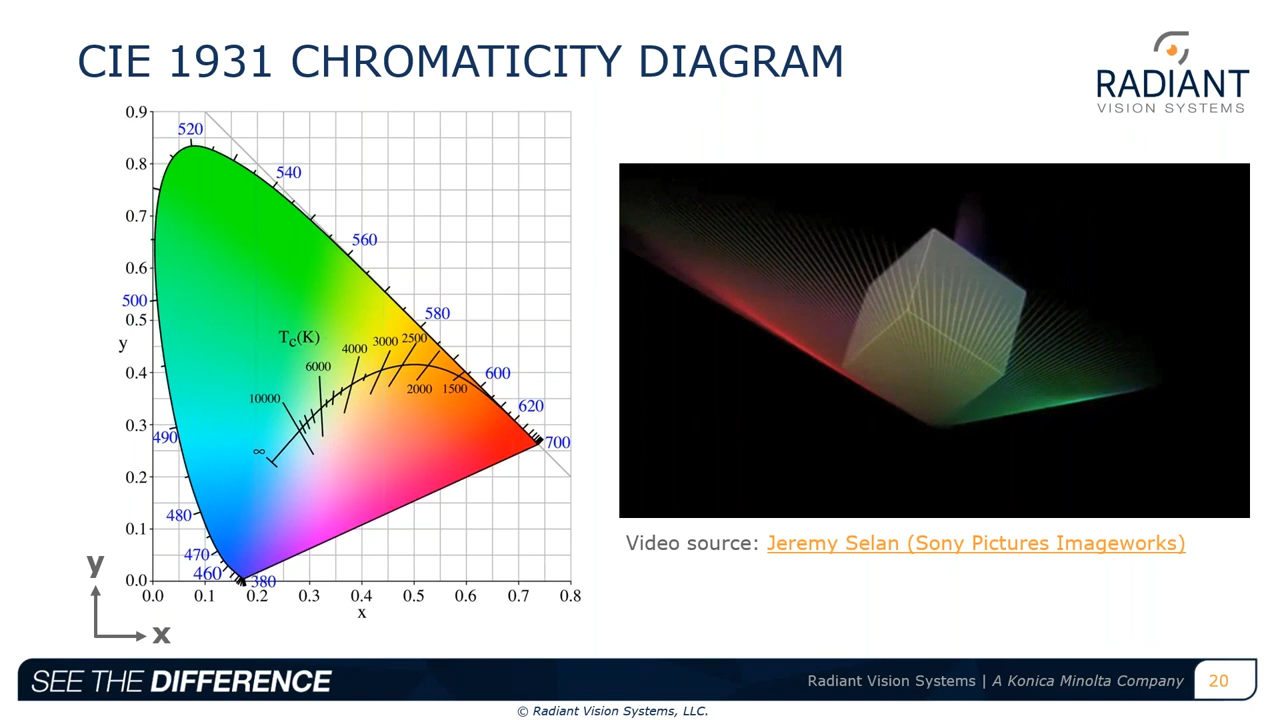 CIE 1931 CHROMATICITY DIAGRAM
RADIANT
VISION SYSTEMS
0.9
520
0.8
540
0.7
560
0.6
500
580
0.5
y
Tc(K)
4000
3000
2500
6000
0.4
600
2000
1500
10000
620
0.3
490
700
∞
0.2
480
0.1
470
460
0.0
380
0.0 0.1 0.2 0.3 0.4 0.5 0.6 0.7 0.8
x
y
x
Video source: Jeremy Selan (Sony Pictures Imageworks)
SEE THE DIFFERENCE
Radiant Vision Systems | A Konica Minolta Company
20
© Radiant Vision Systems, LLC.